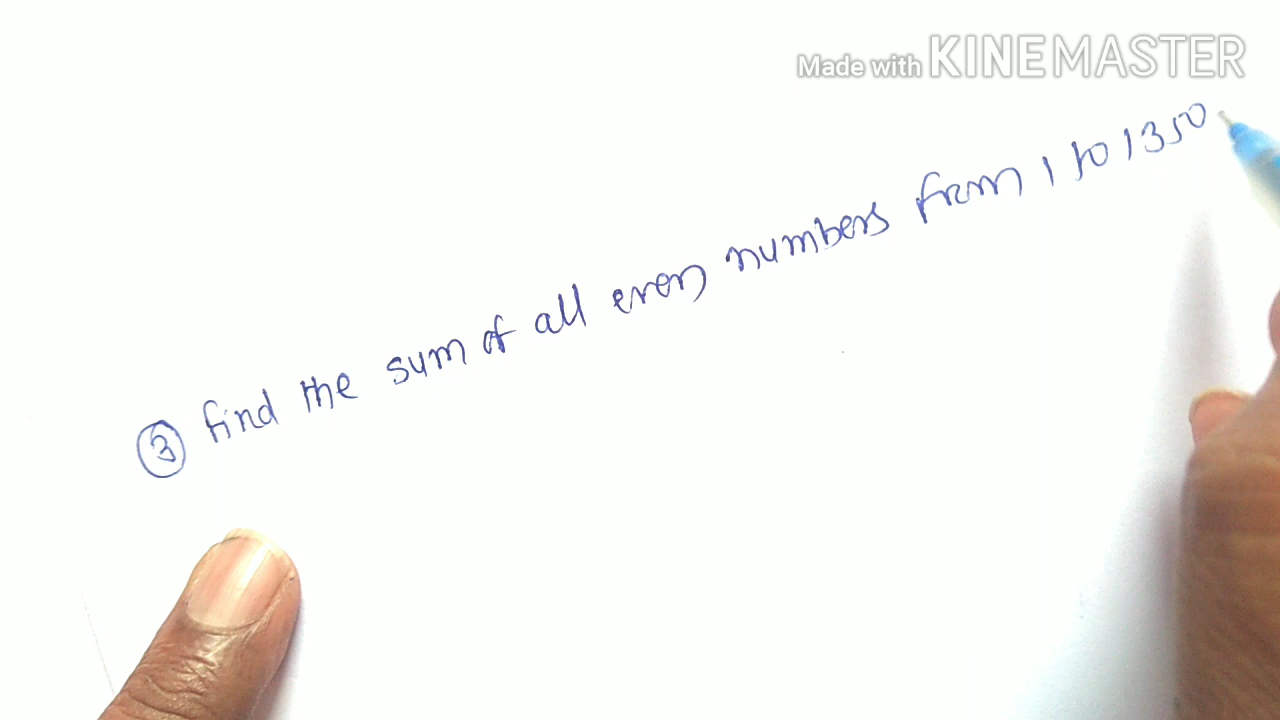 Made with KINEMASTER
③ find the sum of all even numbers from 1 to 1350